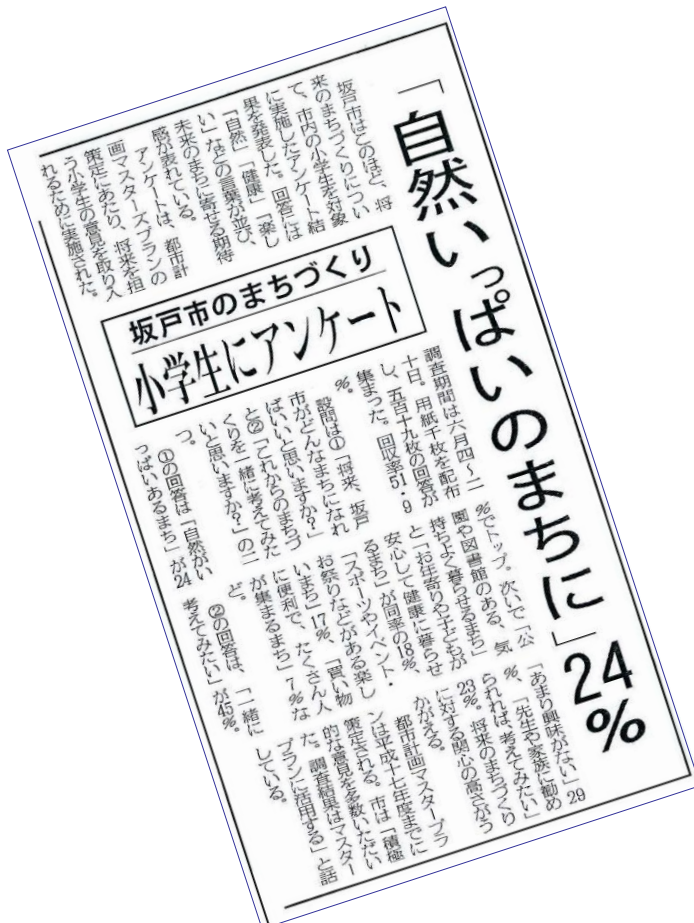 「自然いっぱいのまちに」24%
坂戸市のまちづくり
小学生にアンケート
坂戸市はこのほど、将
来のまちづくりについ
て、市内の小学生を対象
に実施したアンケート結
果を発表した。回答には
「自然」「健康」「楽し
い」などの言葉が並び、
未来のまちに寄せる期待
感が表れている。
アンケートは、都市計
画マスターズプランの
策定にあたり、将来を担
う小学生の意見を取り入
れるために実施された。
調査期間は六月四~二
十日。用紙千枚を配布
し、五百十九枚の回答が
集まった。回収率51・9
%。
設問は①「将来、坂戸
市がどんなまちになれ
ばいいと思いますか?」
と②「これからのまちづ
くりを一緒に考えてみた
いと思いますか?」の二
つ。
①の回答は「自然がい
っぱいあるまち」が24
%でトップ。次いで「公
園や図書館のある、気
持ちよく暮らせるまち」
と「お年寄りや子どもが
安心して健康に暮らせ
るまち」が同率の18%、
「スポーツやイベント・
お祭りなどがある楽し
いまち」17%、「買い物
に便利で、たくさん人
が集まるまち」7%な
ど。
②の回答は、「一緒に
考えてみたい」が45%。
「あまり興味がない」29
%、「先生や家族に勧め
られれば、考えてみたい」
23%。将来のまちづくり
に対する関心の高さがう
かがえる。
都市計画マスタープラ
ンは平成十七年度までに
策定される。市は「積極
的な意見を多数いただい
た。調査結果はマスター
プランに活用する」と話
している。